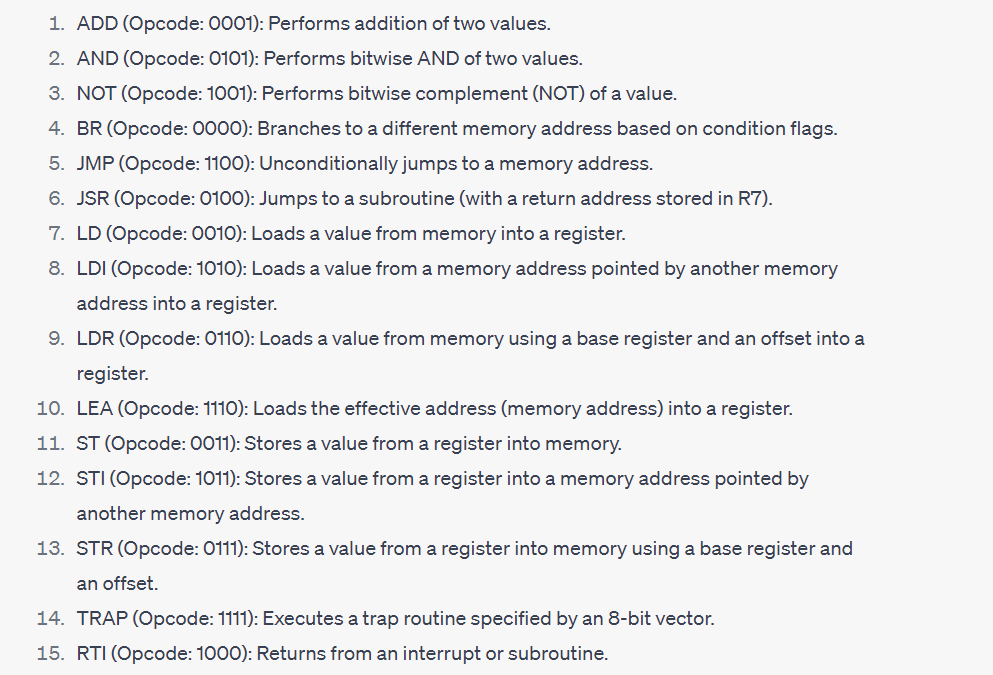 1. ADD (Opcode: 0001): Performs addition of two values.
2. AND (Opcode: 0101): Performs bitwise AND of two values.
3. NOT (Opcode: 1001): Performs bitwise complement (NOT) of a value.
4. BR (Opcode: 0000): Branches to a different memory address based on condition flags.
5. JMP (Opcode: 1100): Unconditionally jumps to a memory address.
6. JSR (Opcode: 0100): Jumps to a subroutine (with a return address stored in R7).
7. LD (Opcode: 0010): Loads a value from memory into a register.
8. LDI (Opcode: 1010): Loads a value from a memory address pointed by another memory
address into a register.
9. LDR (Opcode: 0110): Loads a value from memory using a base register and an offset into a
register.
10. LEA (Opcode: 1110): Loads the effective address (memory address) into a register.
11. ST (Opcode: 0011): Stores a value from a register into memory.
12. STI (Opcode: 1011): Stores a value from a register into a memory address pointed by
another memory address.
13. STR (Opcode: 0111): Stores a value from a register into memory using a base register and
an offset.
14. TRAP (Opcode: 1111): Executes a trap routine specified by an 8-bit vector.
15. RTI (Opcode: 1000): Returns from an interrupt or subroutine.